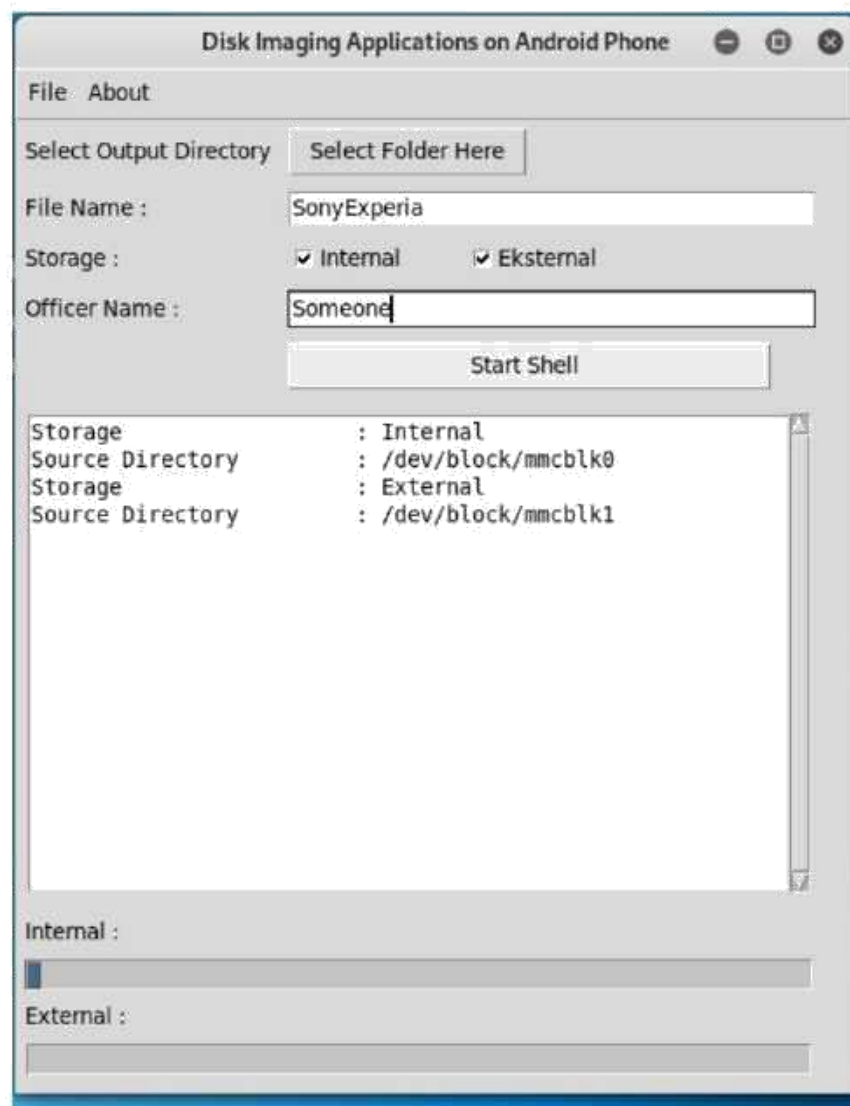 Disk Imaging Applications on Android Phone
File About
Select Output Directory Select Folder Here
File Name : SonyExperia
Storage : Internal Eksternal
Officer Name : Someone
Start Shell
Storage : Internal
Source Directory : /dev/block/mmcblk0
Storage : External
Source Directory : /dev/block/mmcblk1
Internal :
External :